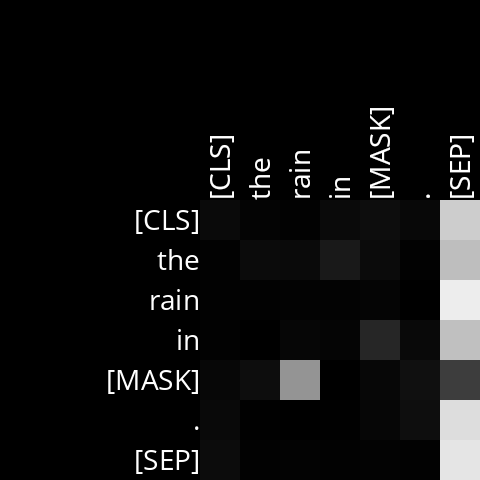 [CLS] the rain in [MASK] . [SEP]
[CLS]
the
rain
in
[MASK]
.
[SEP]